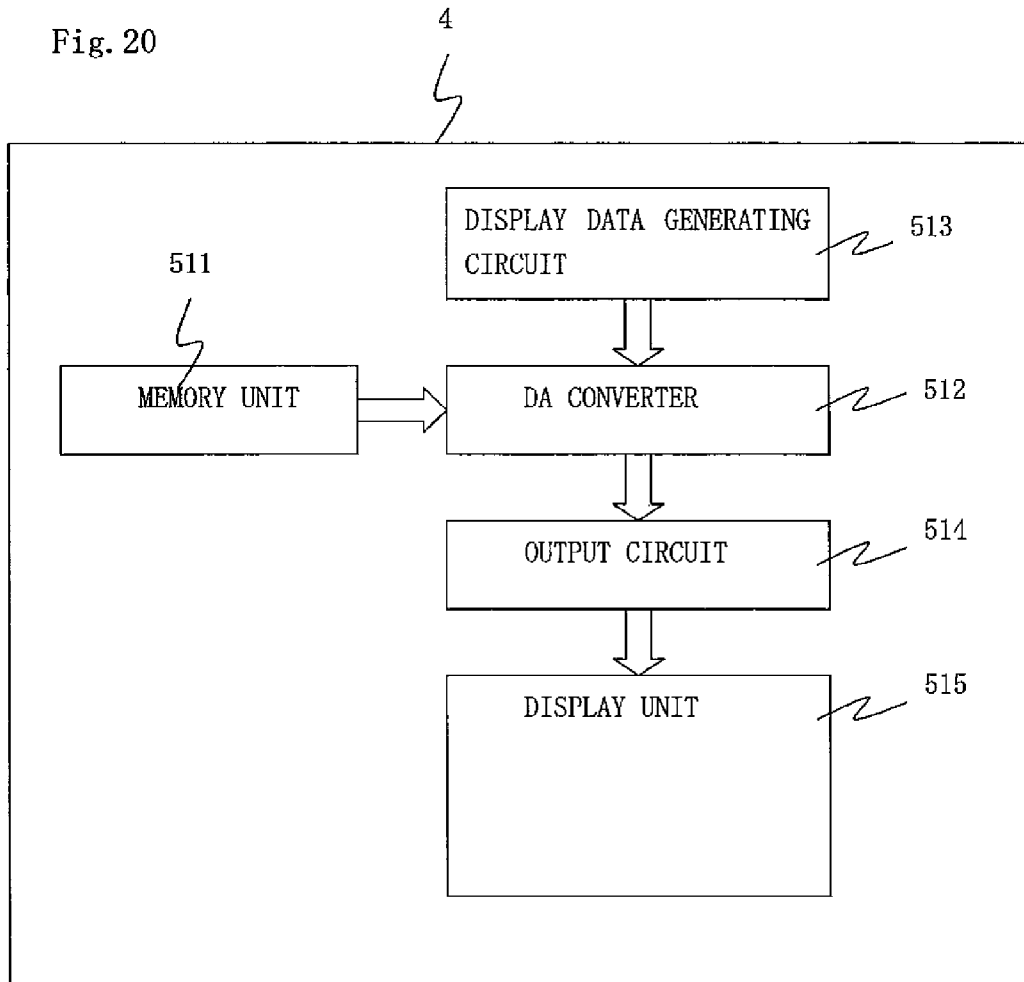 Fig. 20
4
DISPLAY DATA GENERATING
CIRCUIT
513
511
MEMORY UNIT
DA CONVERTER
512
OUTPUT CIRCUIT
514
DISPLAY UNIT
515